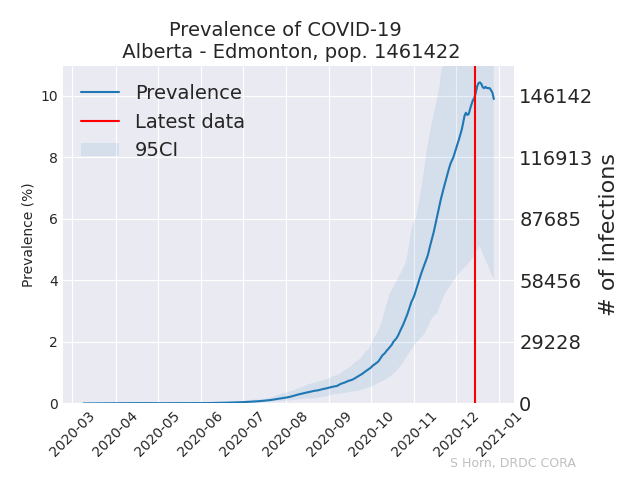 Prevalence of COVID-19
Alberta - Edmonton, pop. 1461422
Prevalence
Latest data
95CI
Prevalence (%)
10
8
6
4
2
0
146142
116913
87685
58456
29228
0
# of infections
2020-03
2020-04
2020-05
2020-06
2020-07
2020-08
2020-09
2020-10
2020-11
2020-12
2021-01
S Horn, DRDC CORA